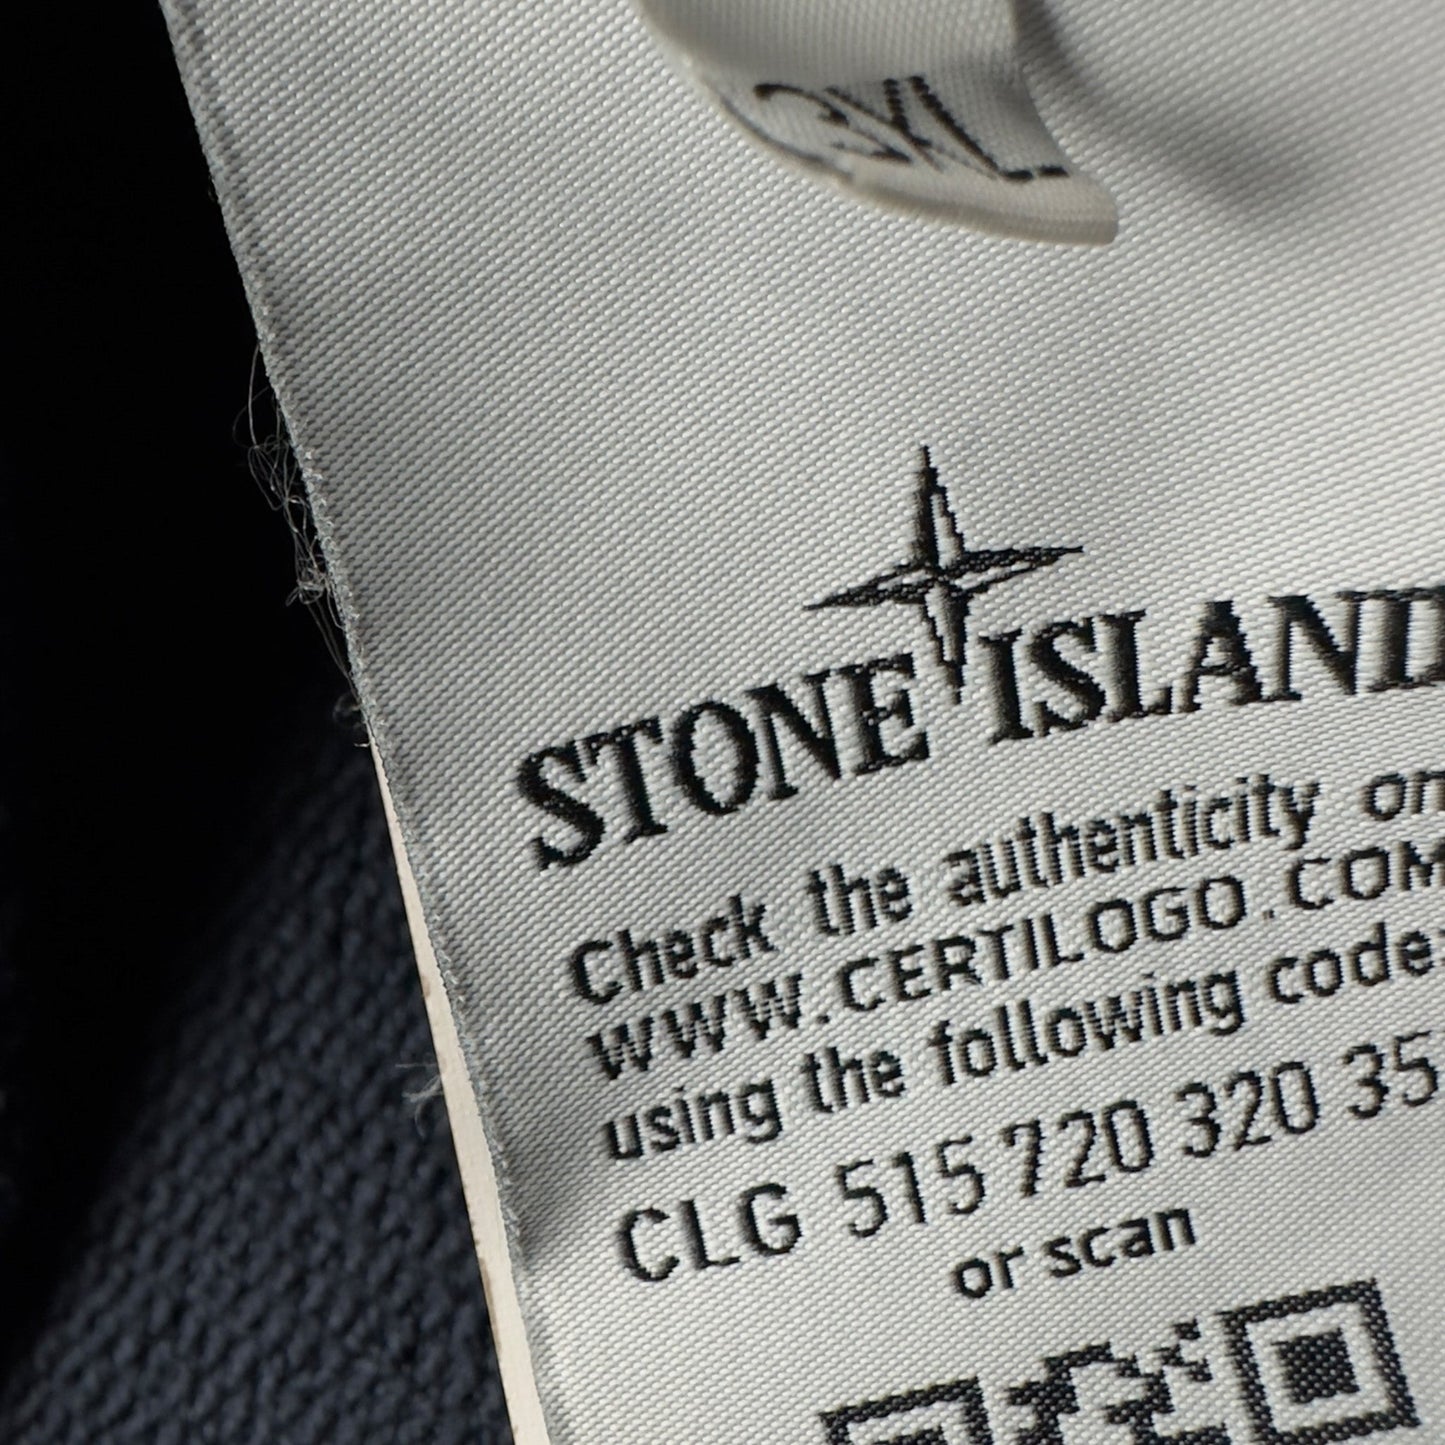 3XL
STONE ISLAND
Check the authenticity on
WWW.CERTILOGO.COM
using the following code:
CLG 515 720 320 35
or scan